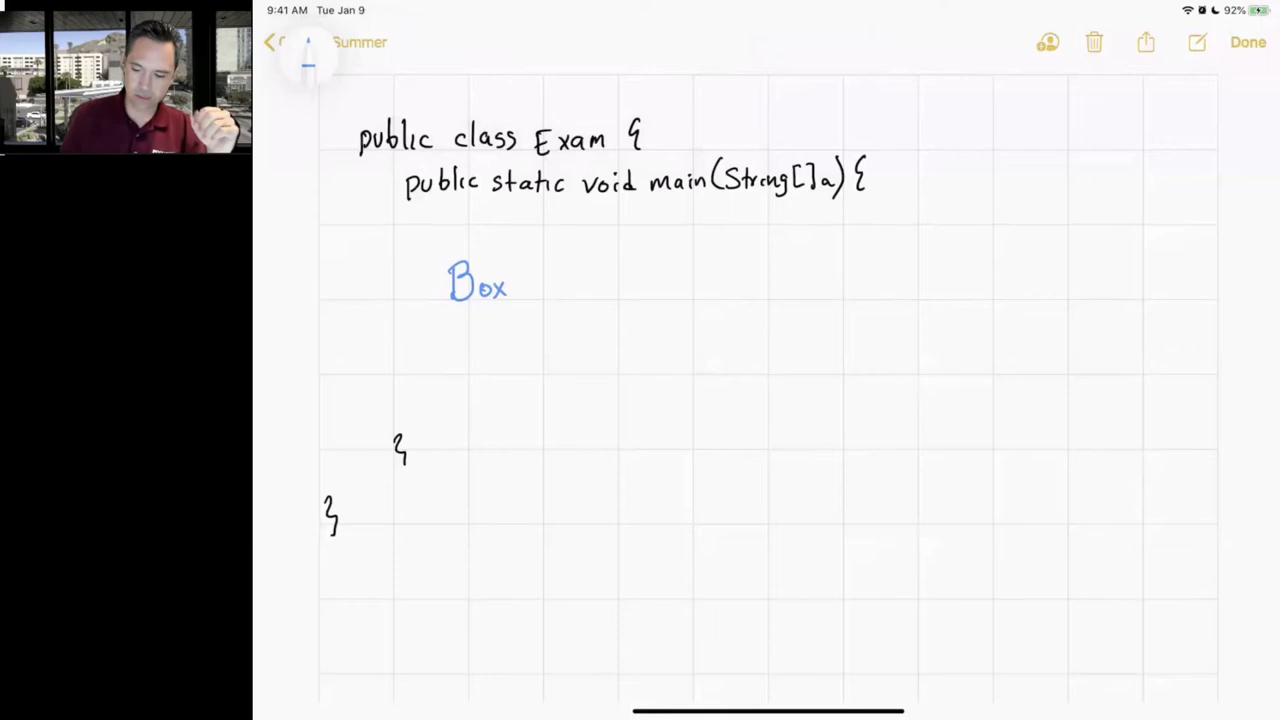 9:41 AM Tue Jan 9
92%
Summer
Done
public class Exam {
public static void main(String[]a){
Box
}
}